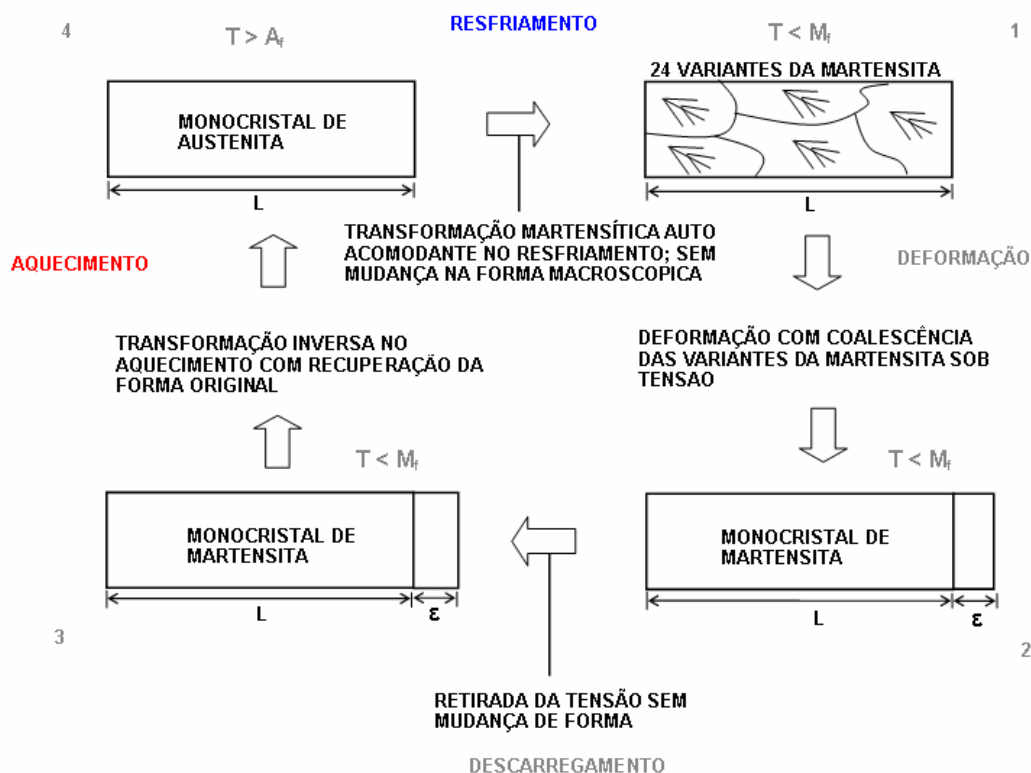 RESFRIAMENTO
4
T > Af
T < Mf
1
24 VARIANTES DA MARTENSITA
MONOCRISTAL DE
AUSTENITA
L
L
TRANSFORMAÇÃO MARTENSÍTICA AUTO
ACOMODANTE NO RESFRIAMENTO; SEM
MUDANÇA NA FORMA MACROSCOPICA
AQUECIMENTO
DEFORMAÇÃO
TRANSFORMAÇÃO INVERSA NO
AQUECIMENTO COM RECUPERAÇÃO DA
FORMA ORIGINAL
DEFORMAÇÃO COM COALESCÊNCIA
DAS VARIANTES DA MARTENSITA SOB
TENSAO
T < Mf
T < Mf
MONOCRISTAL DE
MARTENSITA
MONOCRISTAL DE
MARTENSITA
L
ε
L
ε
3
2
RETIRADA DA TENSÃO SEM
MUDANÇA DE FORMA
DESCARREGAMENTO